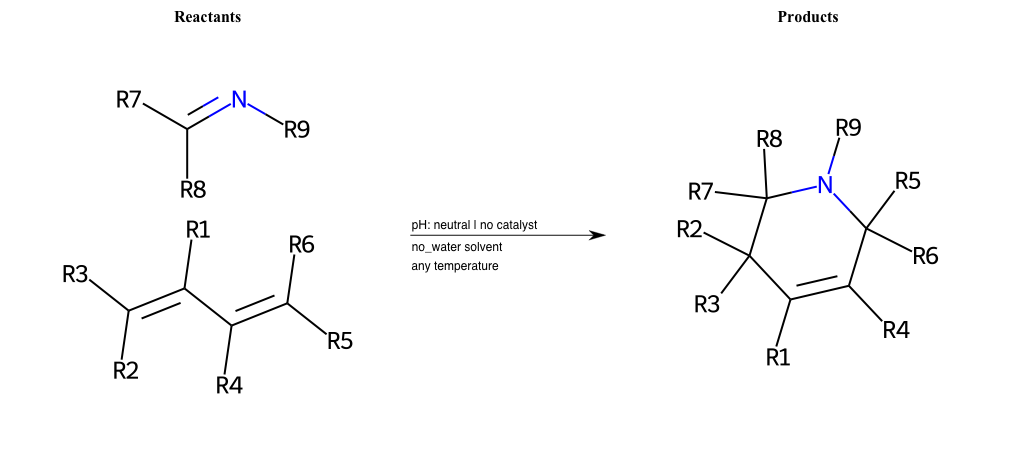 Reactants
Products
R7
N
R9
R8
R1
R3
R6
R2
R5
R4
pH: neutral | no catalyst
no_water solvent
any temperature
R9
R8
N
R5
R7
R2
R6
R3
R4
R1